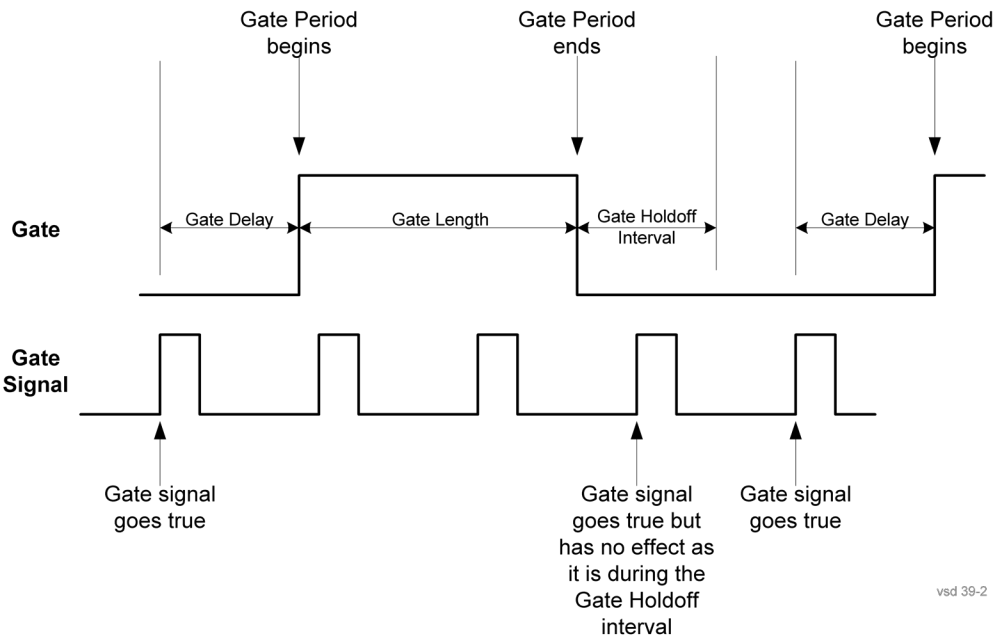 Gate Period
begins
Gate Period
ends
Gate Period
begins
Gate
Gate Delay
Gate Length
Gate Holdoff
Interval
Gate Delay
Gate
Signal
Gate signal
goes true
Gate signal
goes true but
has no effect as
it is during the
Gate Holdoff
interval
Gate signal
goes true
vsd 39-2